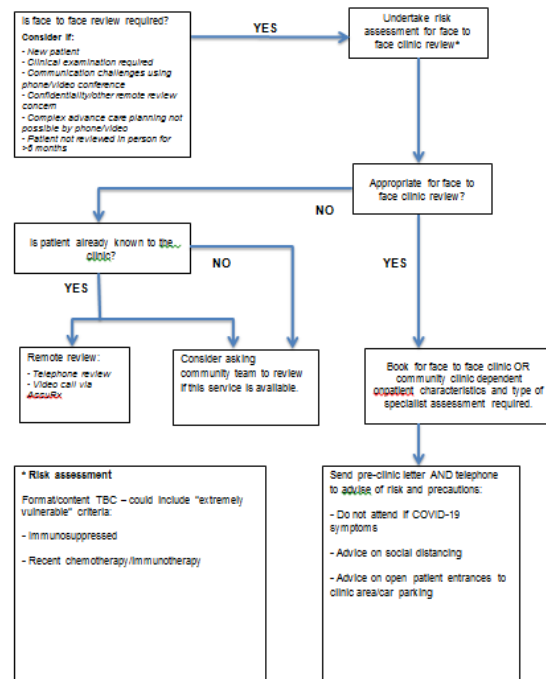 Is face to face review required?
Consider if:
- New patient
- Clinical examination required
- Communication challenges using
phone/video conference
- Confidentiality/other remote review
concern
- Complex advance care planning not
possible by phone/video
- Patient not reviewed in person for
>6 months
YES
Undertake risk
assessment for face to
face clinic review*
Appropriate for face to
face clinic review?
NO
YES
Is patient already known to the
clinic?
NO
YES
Remote review:
- Telephone review
- Video call via
AssuRx
Consider asking
community team to review
if this service is available.
Book for face to face clinic OR
community clinic dependent
onpatient characteristics and type of
specialist assessment required.
* Risk assessment
Format/content TBC – could include "extremely
vulnerable" criteria:
- Immunosuppressed
- Recent chemotherapy/immunotherapy
Send pre-clinic letter AND telephone
to advise of risk and precautions:
- Do not attend if COVID-19
symptoms
- Advice on social distancing
- Advice on open patient entrances to
clinic area/car parking